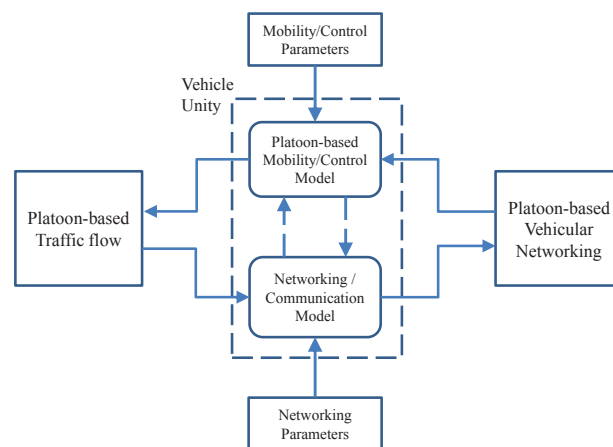 Mobility/Control
Parameters
Vehicle
Unity
Platoon-based
Mobility/Control
Model
Platoon-based
Traffic flow
Platoon-based
Vehicular
Networking
Networking /
Communication
Model
Networking
Parameters